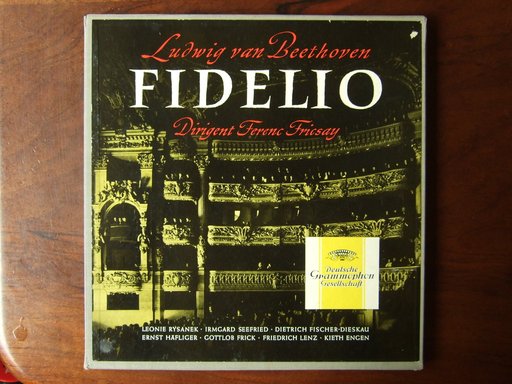 Ludwig van Beethoven
FIDELIO
Dirigent Ferenc Fricsay
Deutsche
Grammophon
Gesellschaft
LEONIE RYSANEK · IRMGARD SEEFRIED · DIETRICH FISCHER-DIESKAU
ERNST HÄFLIGER · GOTTLOB FRICK · FRIEDRICH LENZ · KIETH ENGEN